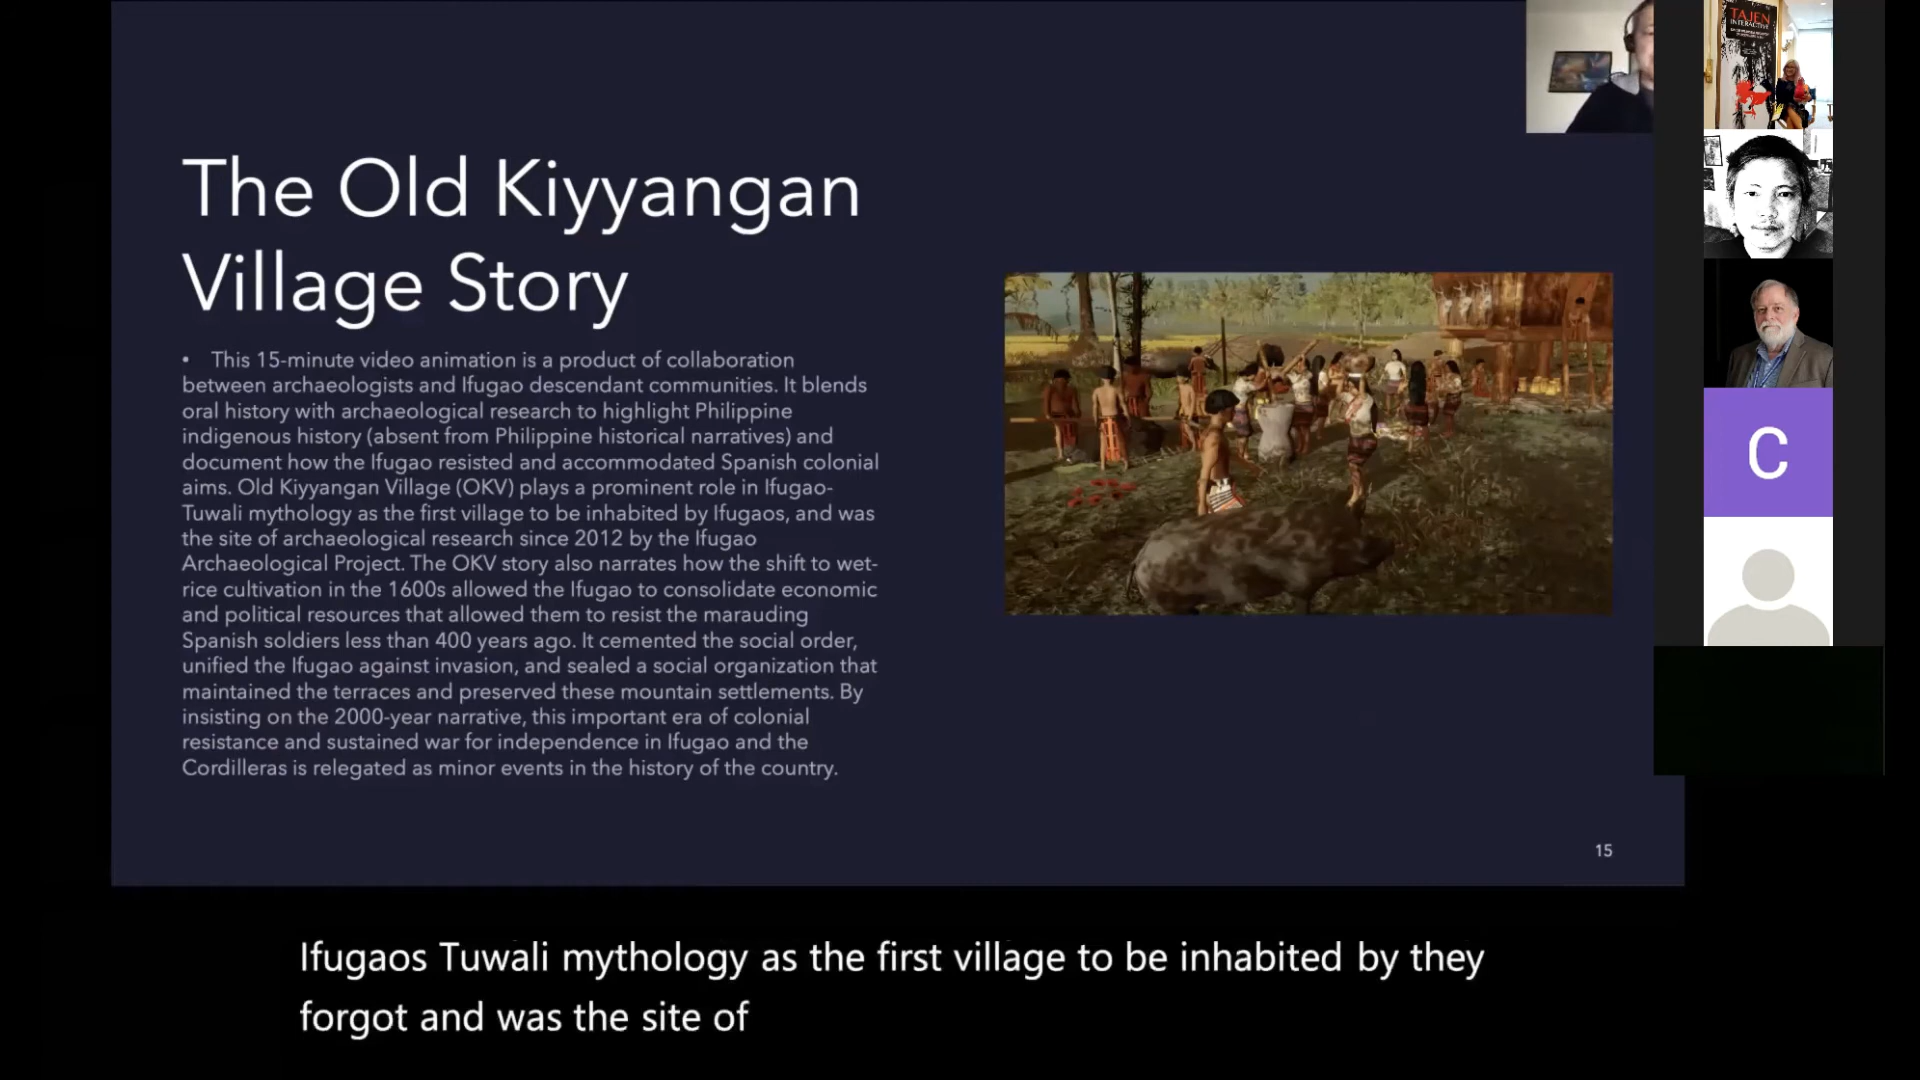 The Old Kiyyangan
Village Story
• This 15-minute video animation is a product of collaboration
between archaeologists and Ifugao descendant communities. It blends
oral history with archaeological research to highlight Philippine
indigenous history (absent from Philippine historical narratives) and
document how the Ifugao resisted and accommodated Spanish colonial
aims. Old Kiyyangan Village (OKV) plays a prominent role in Ifugao-
Tuwali mythology as the first village to be inhabited by Ifugaos, and was
the site of archaeological research since 2012 by the Ifugao
Archaeological Project. The OKV story also narrates how the shift to wet-
rice cultivation in the 1600s allowed the Ifugao to consolidate economic
and political resources that allowed them to resist the marauding
Spanish soldiers less than 400 years ago. It cemented the social order,
unified the Ifugao against invasion, and sealed a social organization that
maintained the terraces and preserved these mountain settlements. By
insisting on the 2000-year narrative, this important era of colonial
resistance and sustained war for independence in Ifugao and the
Cordilleras is relegated as minor events in the history of the country.
15
TAJEN
INTERACTIVE
C
Ifugaos Tuwali mythology as the first village to be inhabited by they
forgot and was the site of